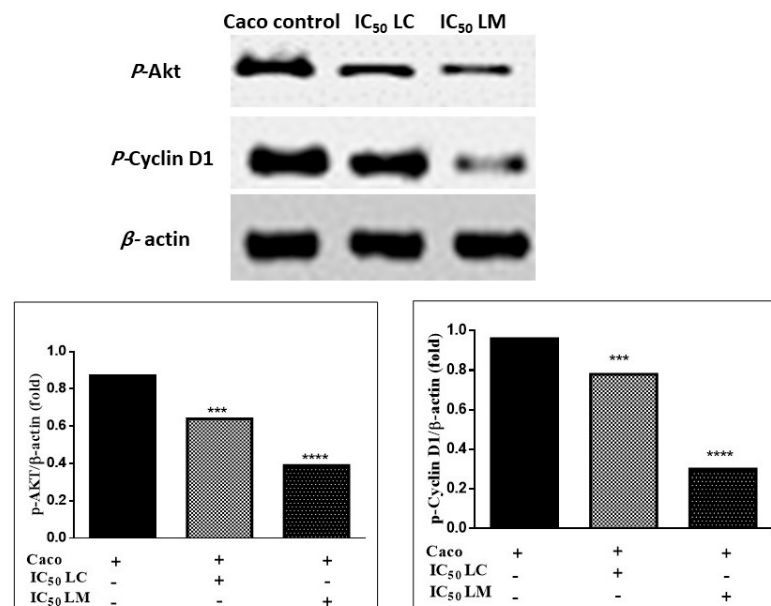 Caco control IC50 LC IC50 LM
P-Akt
P-Cyclin D1
β- actin
p-AKT/β-actin (fold)
1.0
0.8
0.6
0.4
0.2
0.0
***
****
Caco + + +
IC50 LC - + -
IC50 LM - - +
p-Cyclin D1/β-actin (fold)
1.0
0.8
0.6
0.4
0.2
0.0
***
****
Caco + + +
IC50 LC - + -
IC50 LM - - +